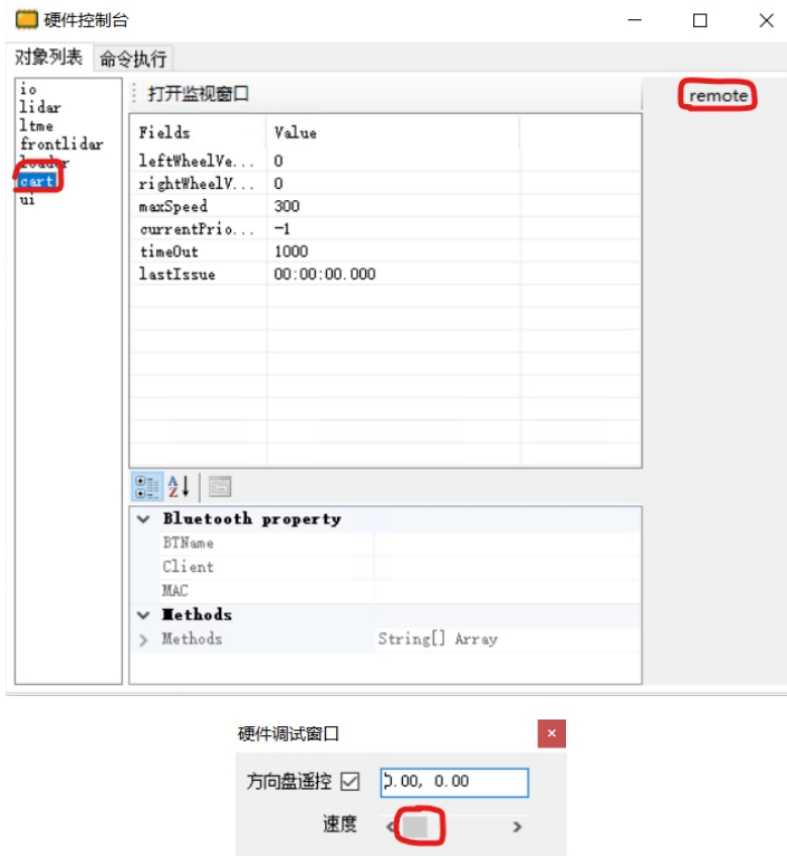 硬件控制台
对象列表 命令执行
io
lidar
ltme
frontlidar
loader
cart
ui
打开监视窗口
remote
Fields Value
leftWheelVe... 0
rightWheelV... 0
maxSpeed 300
currentPrio... -1
timeOut 1000
lastIssue 00:00:00.000
Bluetooth property
BTName
Client
MAC
Methods
Methods String[] Array
硬件调试窗口
方向盘遥控 0.00, 0.00
速度